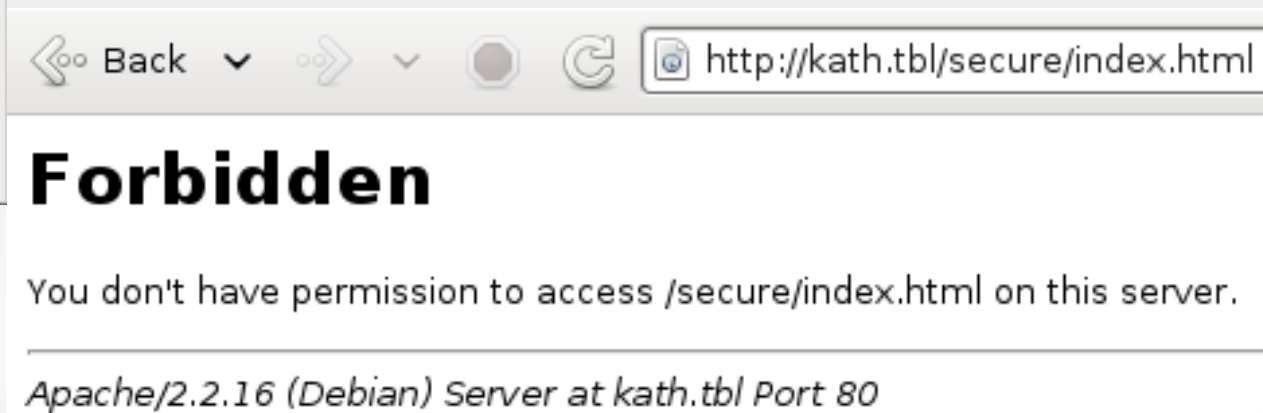 Back
http://kath.tbl/secure/index.html
Forbidden
You don't have permission to access /secure/index.html on this server.
Apache/2.2.16 (Debian) Server at kath.tbl Port 80